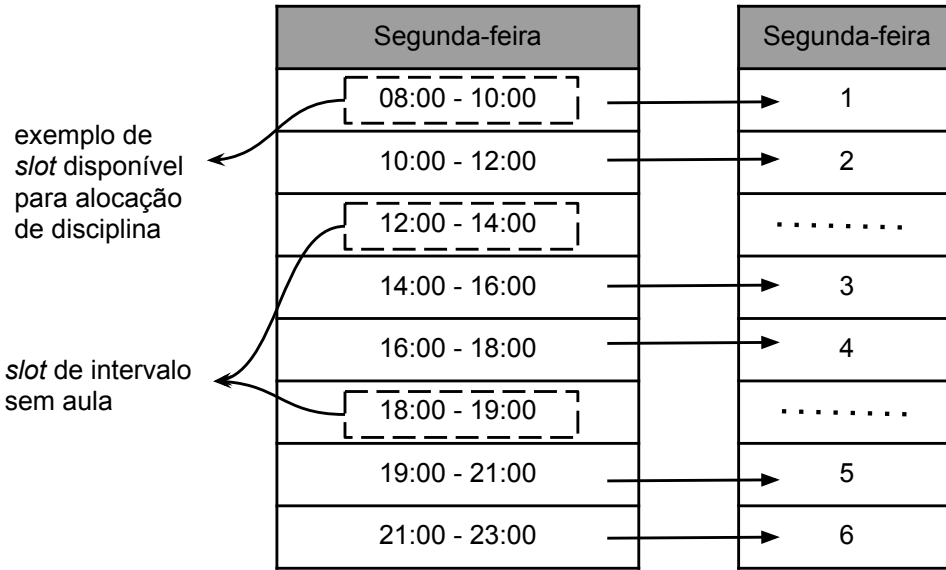 Segunda-feira
Segunda-feira
08:00 - 10:00
1
exemplo de
slot disponível
para alocação
de disciplina
10:00 - 12:00
2
12:00 - 14:00
.........
14:00 - 16:00
3
16:00 - 18:00
4
slot de intervalo
sem aula
18:00 - 19:00
.........
19:00 - 21:00
5
21:00 - 23:00
6